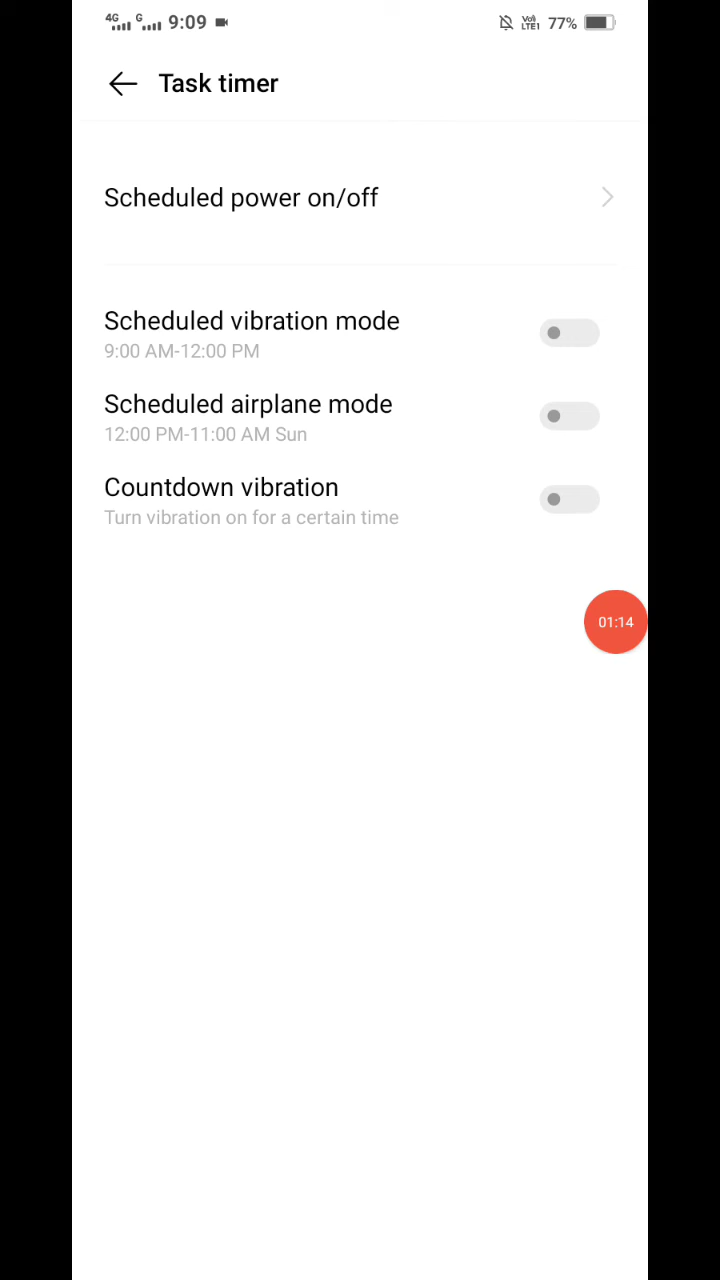 4G G 9:09 VoLTE1 77%
Task timer
Scheduled power on/off
Scheduled vibration mode
9:00 AM-12:00 PM
Scheduled airplane mode
12:00 PM-11:00 AM Sun
Countdown vibration
Turn vibration on for a certain time
01:14